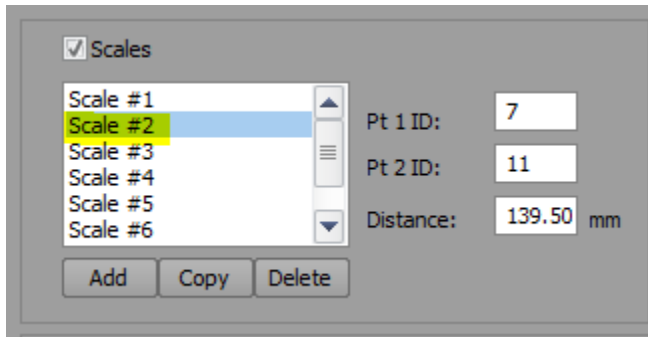 Scales
Scale #1
Scale #2
Scale #3
Scale #4
Scale #5
Scale #6
Pt 1 ID: 7
Pt 2 ID: 11
Distance: 139.50 mm
Add Copy Delete